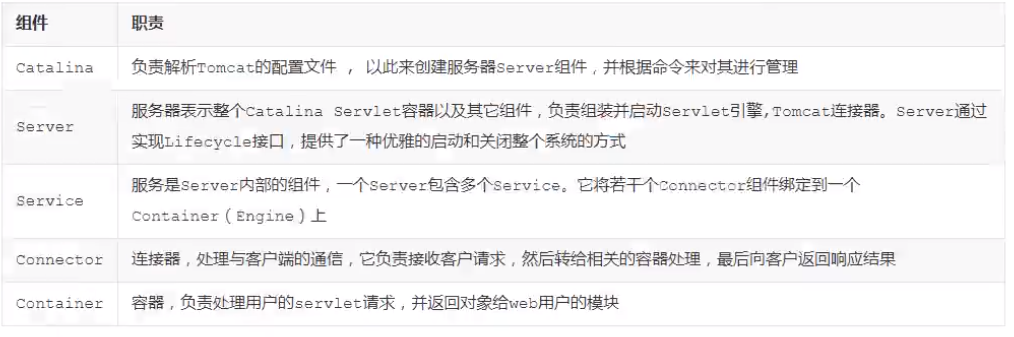 组件 职责
Catalina 负责解析Tomcat的配置文件 , 以此来创建服务器Server组件，并根据命令来对其进行管理
服务器表示整个Catalina Servlet容器以及其它组件，负责组装并启动Servlet引擎,Tomcat连接器。Server通过
Server
实现Lifecycle接口，提供了一种优雅的启动和关闭整个系统的方式
服务是Server内部的组件，一个Server包含多个Service。它将若干个Connector组件绑定到一个
Service
Container（Engine）上
Connector 连接器，处理与客户端的通信，它负责接收客户请求，然后转给相关的容器处理，最后向客户返回响应结果
Container 容器，负责处理用户的servlet请求，并返回对象给web用户的模块